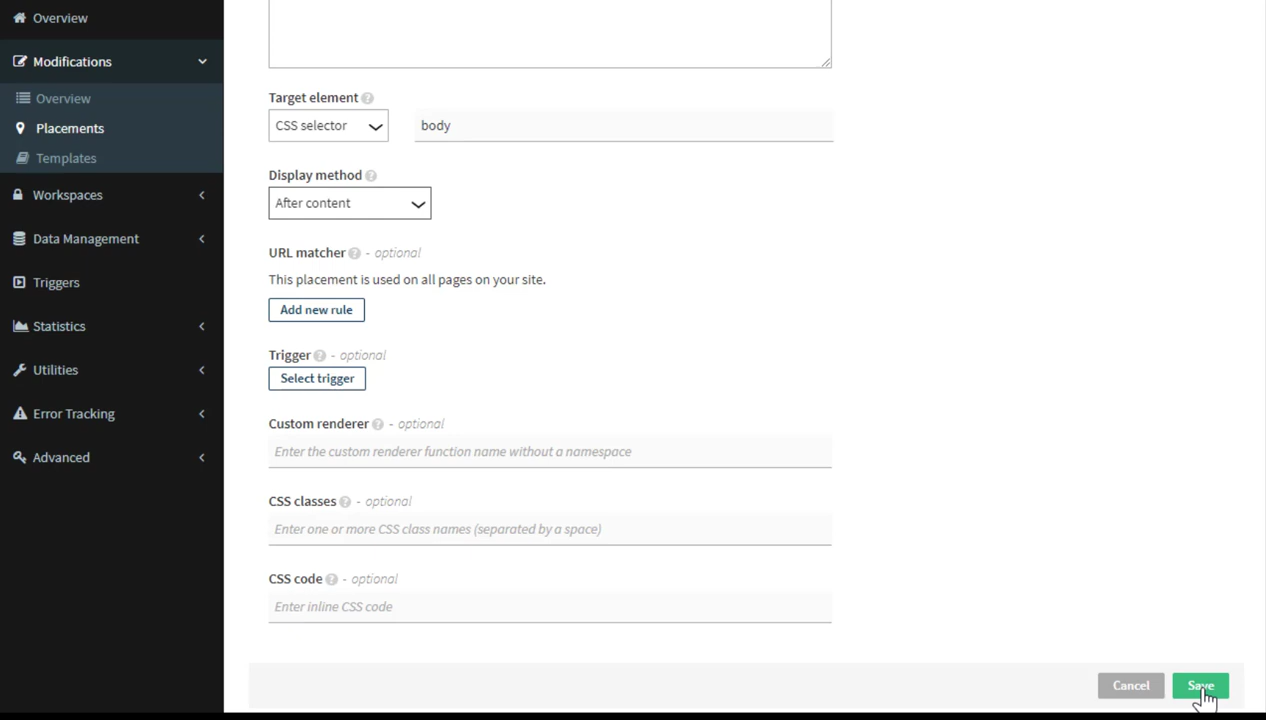 Overview
Modifications
Overview
Placements
Templates
Workspaces
Data Management
Triggers
Statistics
Utilities
Error Tracking
Advanced
Target element ?
CSS selector
body
Display method ?
After content
URL matcher ? - optional
This placement is used on all pages on your site.
Add new rule
Trigger ? - optional
Select trigger
Custom renderer ? - optional
Enter the custom renderer function name without a namespace
CSS classes ? - optional
Enter one or more CSS class names (separated by a space)
CSS code ? - optional
Enter inline CSS code
Cancel
Save